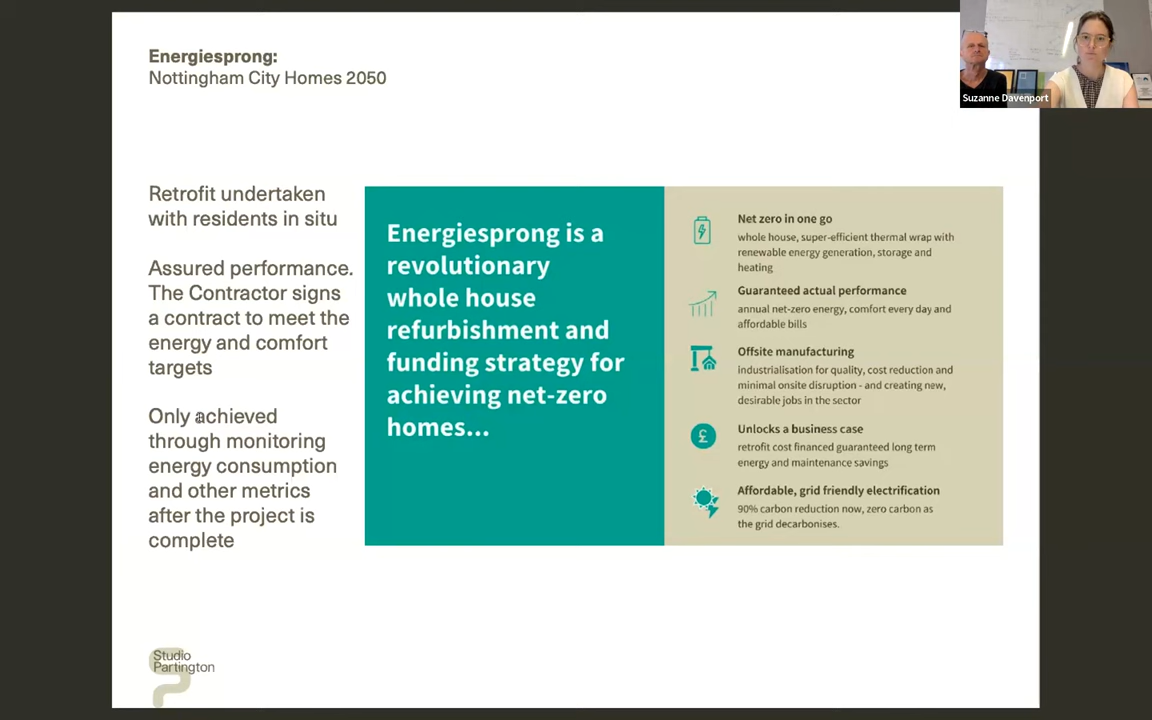 Energiesprong:
Nottingham City Homes 2050
Suzanne Davenport
Retrofit undertaken
with residents in situ
Assured performance.
The Contractor signs
a contract to meet the
energy and comfort
targets
Only achieved
through monitoring
energy consumption
and other metrics
after the project is
complete
Energiesprong is a
revolutionary
whole house
refurbishment and
funding strategy for
achieving net-zero
homes...
Net zero in one go
whole house, super-efficient thermal wrap with
renewable energy generation, storage and
heating
Guaranteed actual performance
annual net-zero energy, comfort every day and
affordable bills
Offsite manufacturing
industrialisation for quality, cost reduction and
minimal onsite disruption - and creating new,
desirable jobs in the sector
£
Unlocks a business case
retrofit cost financed guaranteed long term
energy and maintenance savings
Affordable, grid friendly electrification
90% carbon reduction now, zero carbon as
the grid decarbonises.
Studio
Partington